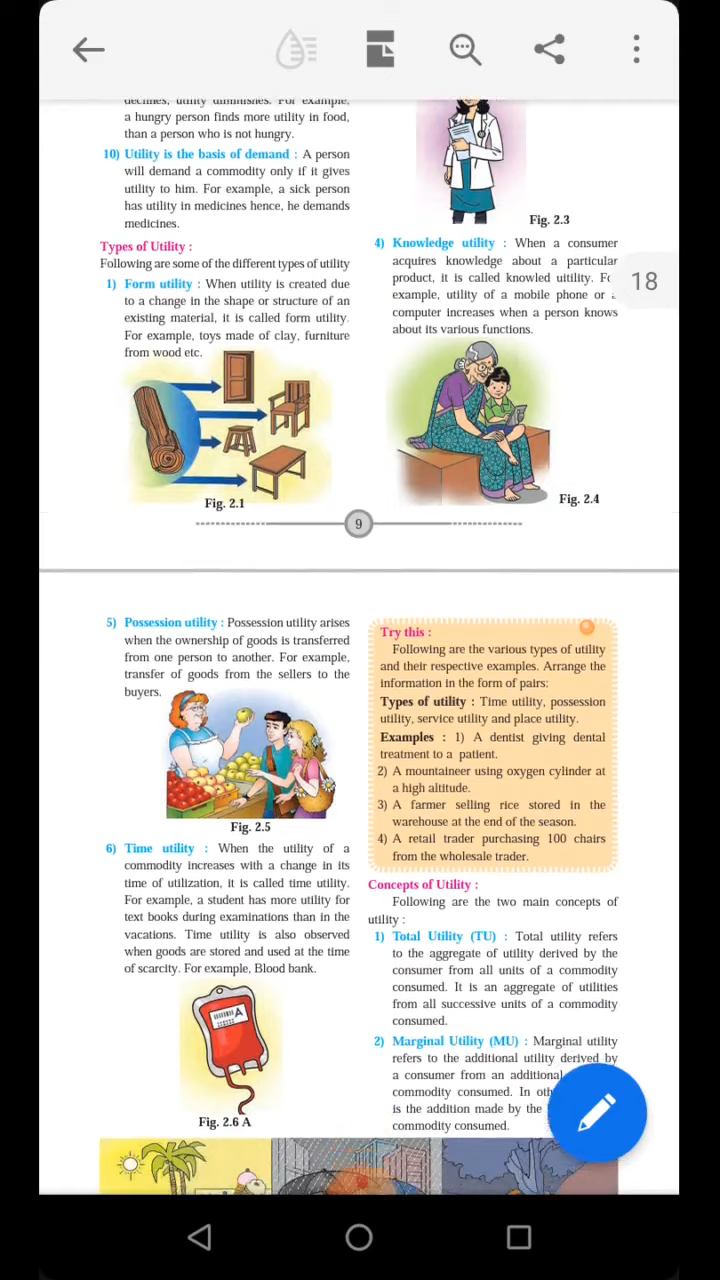 declines, utility diminishes. For example,
a hungry person finds more utility in food,
than a person who is not hungry.
10) Utility is the basis of demand : A person
will demand a commodity only if it gives
utility to him. For example, a sick person
has utility in medicines hence, he demands
medicines.
Types of Utility :
Following are some of the different types of utility
1) Form utility : When utility is created due
to a change in the shape or structure of an
existing material, it is called form utility.
For example, toys made of clay, furniture
from wood etc.
Fig. 2.1
Fig. 2.3
4) Knowledge utility : When a consumer
acquires knowledge about a particular
product, it is called knowled utility.
example, utility of a mobile phone or
computer increases when a person knows
about its various functions.
18
Fig. 2.4
9
5) Possession utility : Possession utility arises
when the ownership of goods is transferred
from one person to another. For example,
transfer of goods from the sellers to the
buyers.
Fig. 2.5
6) Time utility : When the utility of a
commodity increases with a change in its
time of utilization, it is called time utility.
For example, a student has more utility for
text books during examinations than in the
vacations. Time utility is also observed
when goods are stored and used at the time
of scarcity. For example, Blood bank.
A
Fig. 2.6 A
Try this :
Following are the various types of utility
and their respective examples. Arrange the
information in the form of pairs:
Types of utility : Time utility, possession
utility, service utility and place utility.
Examples : 1) A dentist giving dental
treatment to a patient.
2) A mountaineer using oxygen cylinder at
a high altitude.
3) A farmer selling rice stored in the
warehouse at the end of the season.
4) A retail trader purchasing 100 chairs
from the wholesale trader.
Concepts of Utility :
Following are the two main concepts of
utility :
1) Total Utility (TU) : Total utility refers
to the aggregate of utility derived by the
consumer from all units of a commodity
consumed. It is an aggregate of utilities
from all successive units of a commodity
consumed.
2) Marginal Utility (MU) : Marginal utility
refers to the additional utility derived by
a consumer from an additional
commodity consumed. In
is the addition made by the
commodity consumed.